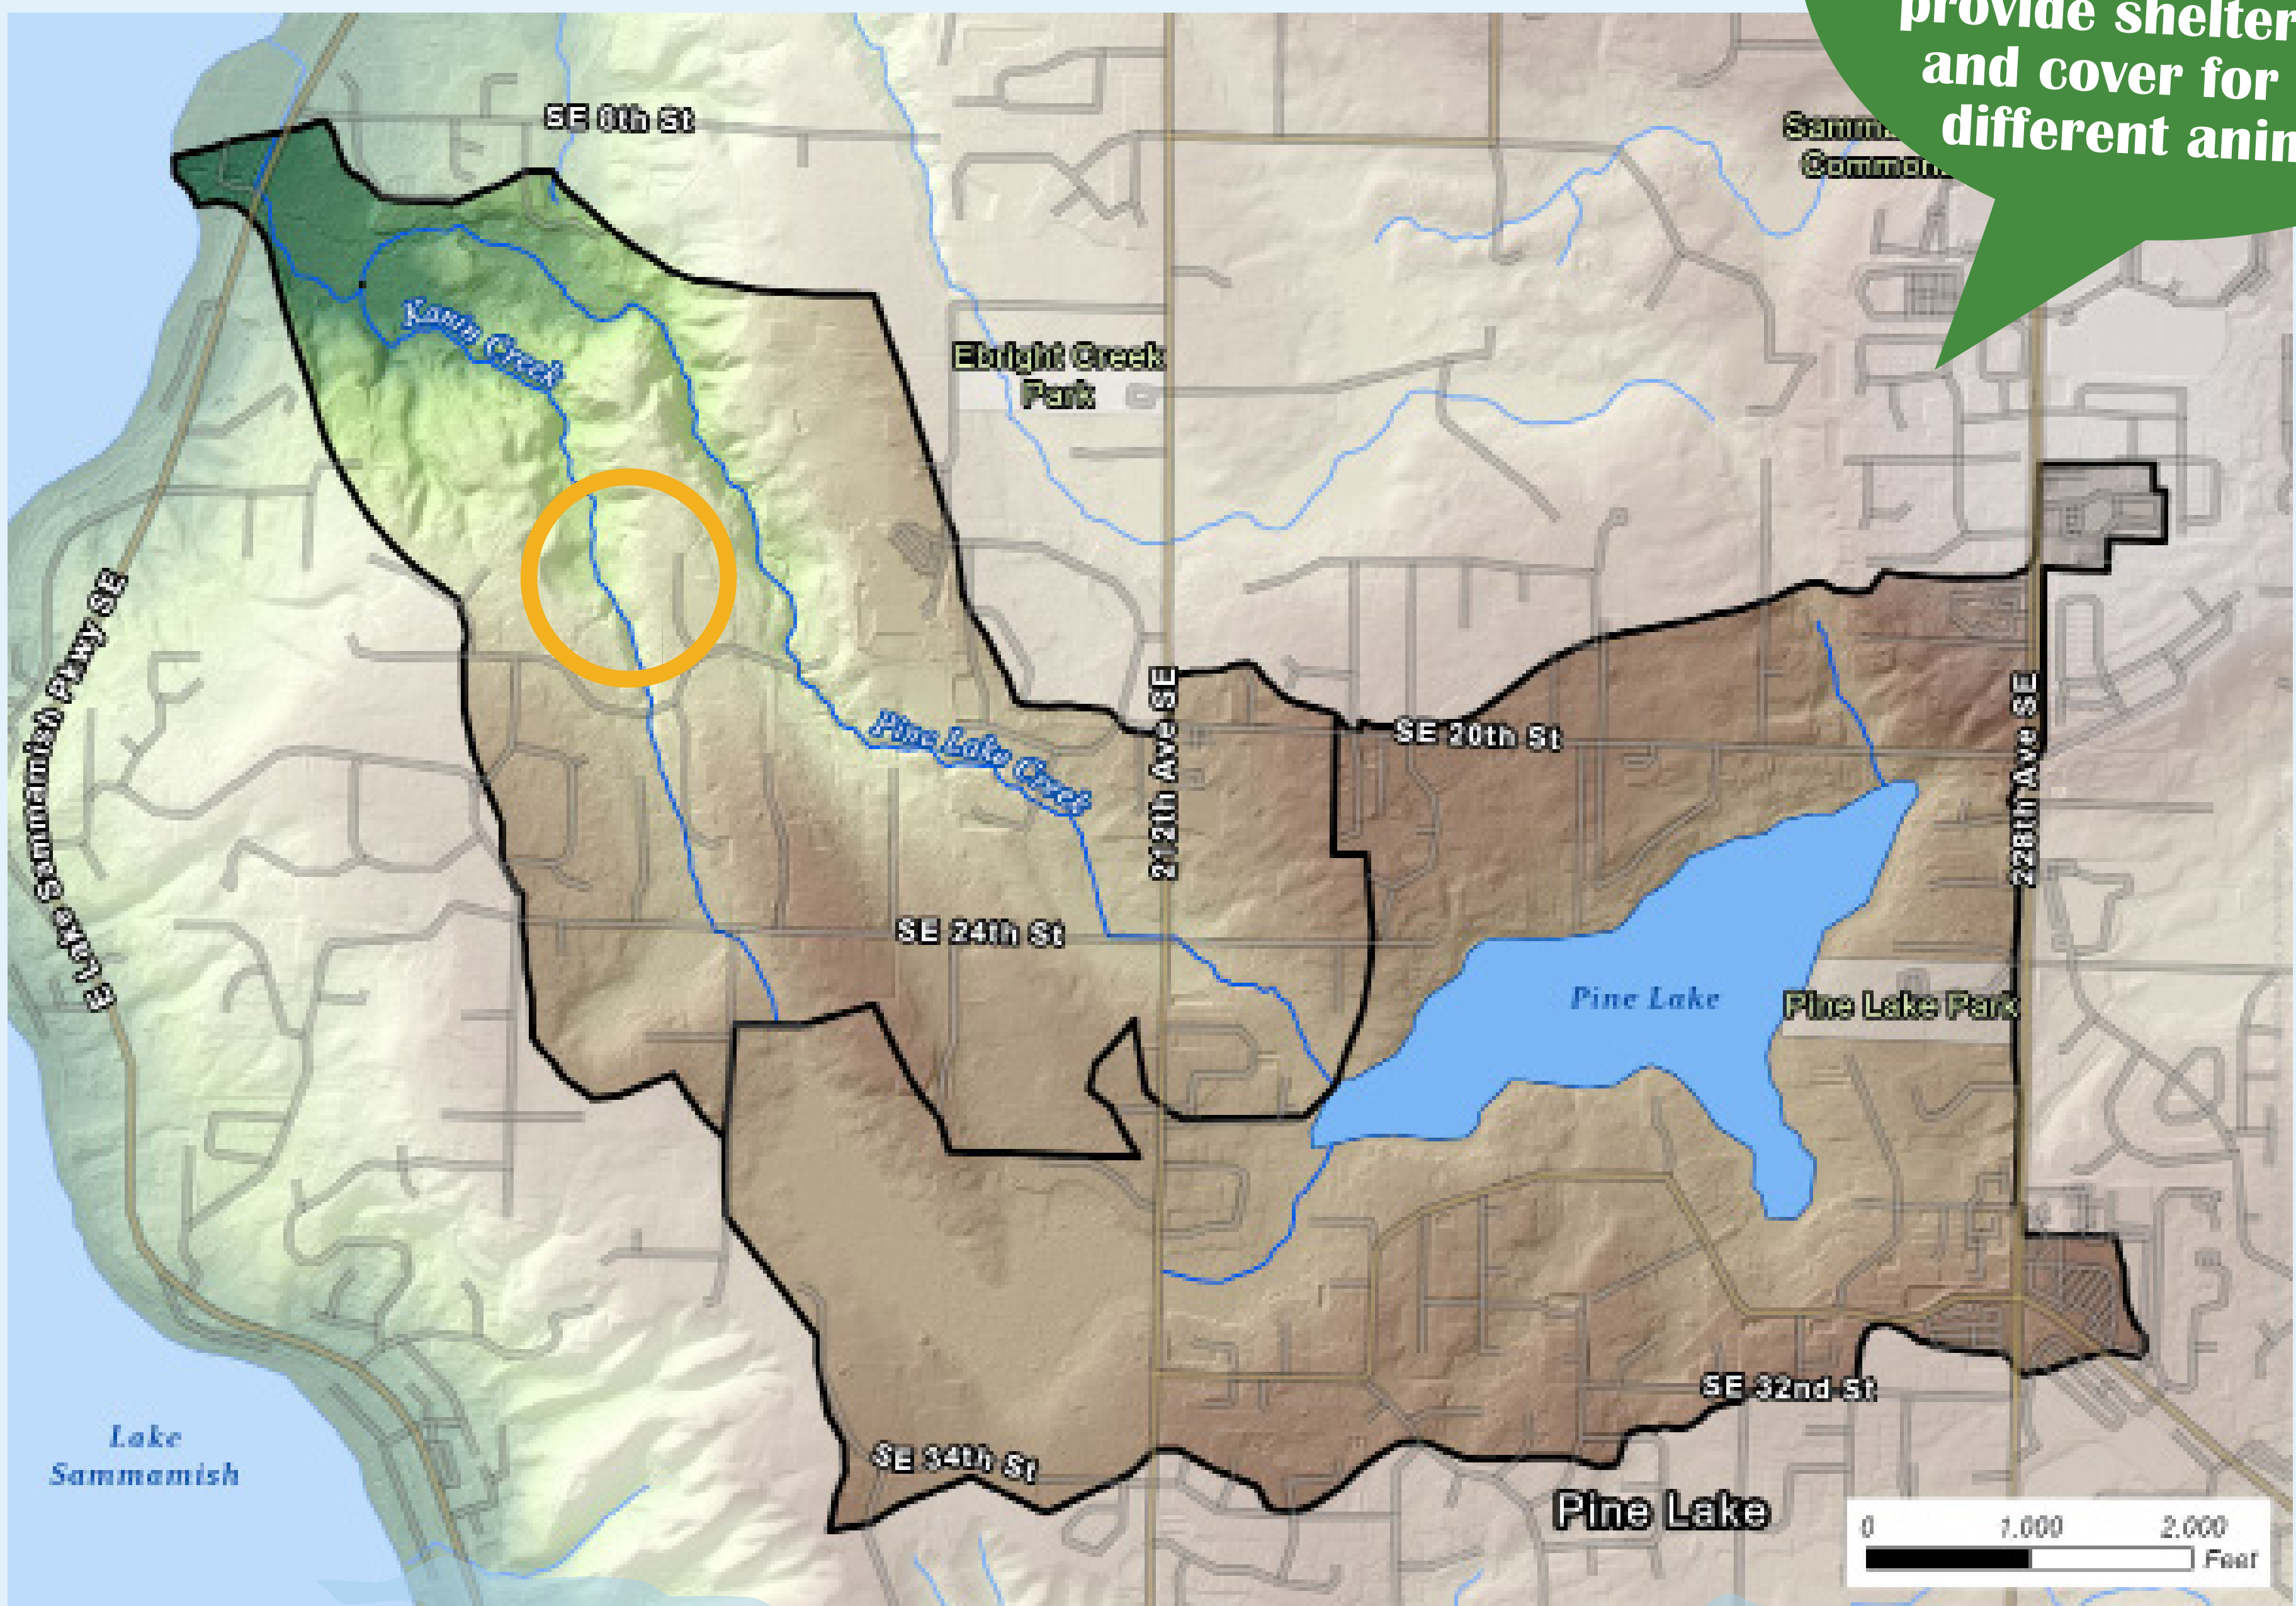 provide shelter
and cover for
different
SE 8th St
Kanim Creek
Ebright Creek
Park
E Lake Sammamish Pkwy SE
Pine Lake Creek
212th Ave SE
SE 20th St
228th Ave SE
SE 24th St
Pine Lake
Pine Lake Park
SE 32nd St
SE 34th St
Lake
Sammamish
Pine Lake
0 1,000 2,000
Feet